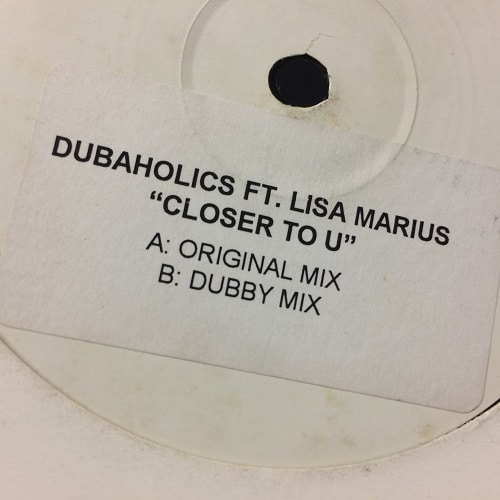 DUBAHOLICS FT. LISA MARIUS
“CLOSER TO U”
A: ORIGINAL MIX
B: DUBBY MIX